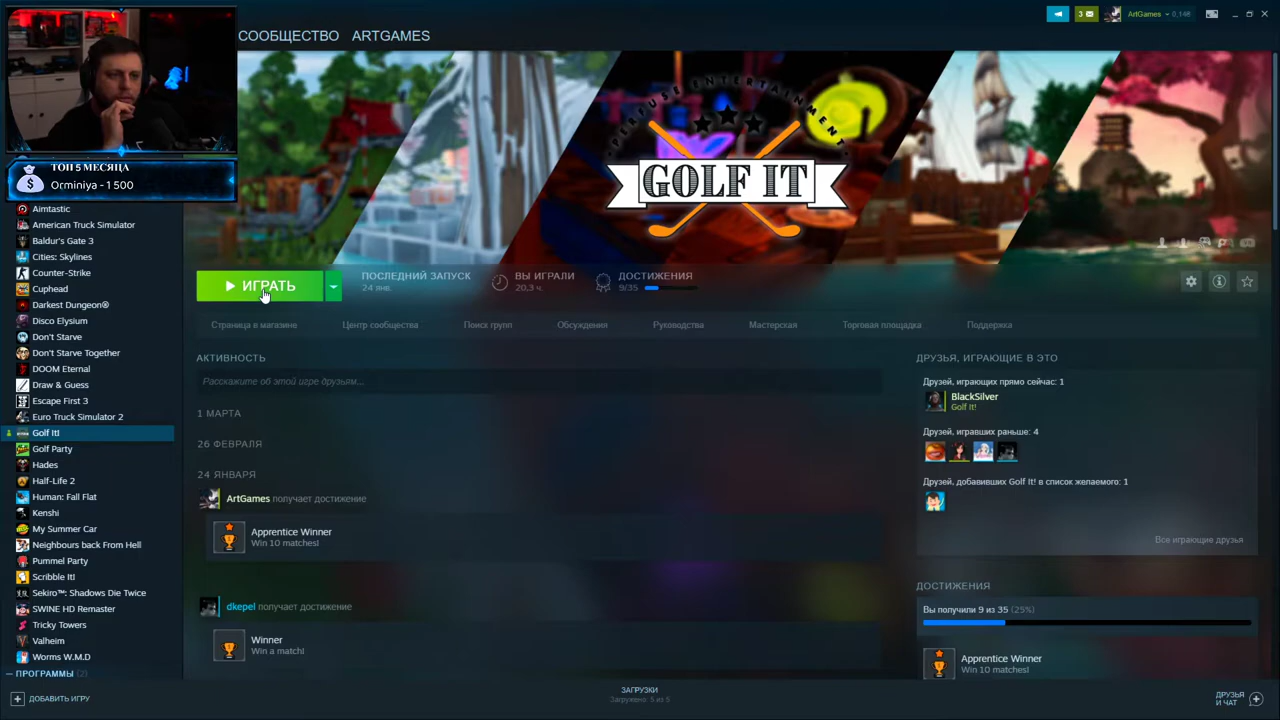 СООБЩЕСТВО ARTGAMES
3
ArtGames
0,14$
ТОП 5 МЕСЯЦА
Orminiya - 1 500
Aimtastic
American Truck Simulator
Baldur's Gate 3
Cities: Skylines
Counter-Strike
Cuphead
Darkest Dungeon®
Disco Elysium
Don't Starve
Don't Starve Together
DOOM Eternal
Draw & Guess
Escape First 3
Euro Truck Simulator 2
Golf It!
Golf Party
Hades
Half-Life 2
Human: Fall Flat
Kenshi
My Summer Car
Neighbours back From Hell
Pummel Party
Scribble It!
Sekiro™: Shadows Die Twice
SWINE HD Remaster
Tricky Towers
Valheim
Worms W.M.D
ПРОГРАММЫ (2)
ДОБАВИТЬ ИГРУ
PERFUSE ENTERTAINMENT
GOLF IT
ИГРАТЬ
ПОСЛЕДНИЙ ЗАПУСК
24 янв.
ВЫ ИГРАЛИ
20,3 ч.
ДОСТИЖЕНИЯ
9/35
Страница в магазине
Центр сообщества
Поиск групп
Обсуждения
Руководства
Мастерская
Торговая площадка
Поддержка
АКТИВНОСТЬ
Расскажите об этой игре друзьям...
1 МАРТА
26 ФЕВРАЛЯ
24 ЯНВАРЯ
ArtGames получает достижение
Apprentice Winner
Win 10 matches!
dkepel получает достижение
Winner
Win a match!
ДРУЗЬЯ, ИГРАЮЩИЕ В ЭТО
Друзей, играющих прямо сейчас: 1
BlackSilver
Golf It!
Друзей, игравших раньше: 4
Друзей, добавивших Golf It! в список желаемого: 1
Все играющие друзья
ДОСТИЖЕНИЯ
Вы получили 9 из 35 (25%)
Apprentice Winner
Win 10 matches!
ЗАГРУЗКИ
Загружено: 5 из 5
ДРУЗЬЯ
И ЧАТ